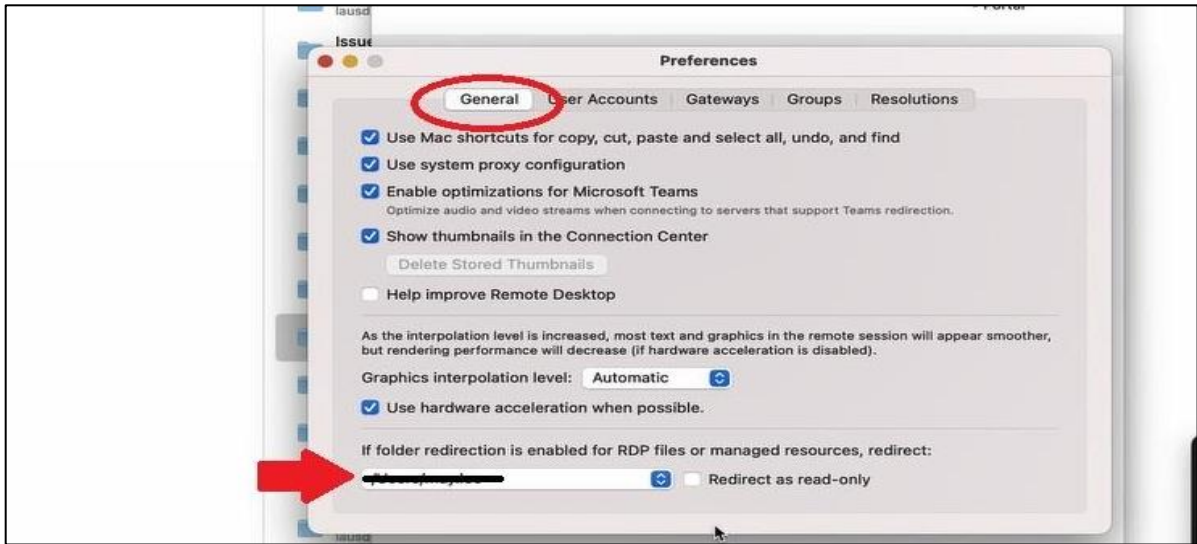 lausd
Issue
Preferences
General User Accounts Gateways Groups Resolutions
Use Mac shortcuts for copy, cut, paste and select all, undo, and find
Use system proxy configuration
Enable optimizations for Microsoft Teams
Optimize audio and video streams when connecting to servers that support Teams redirection.
Show thumbnails in the Connection Center
Delete Stored Thumbnails
Help improve Remote Desktop
As the interpolation level is increased, most text and graphics in the remote session will appear smoother,
but rendering performance will decrease (if hardware acceleration is disabled).
Graphics interpolation level: Automatic
Use hardware acceleration when possible.
If folder redirection is enabled for RDP files or managed resources, redirect:
Redirect as read-only